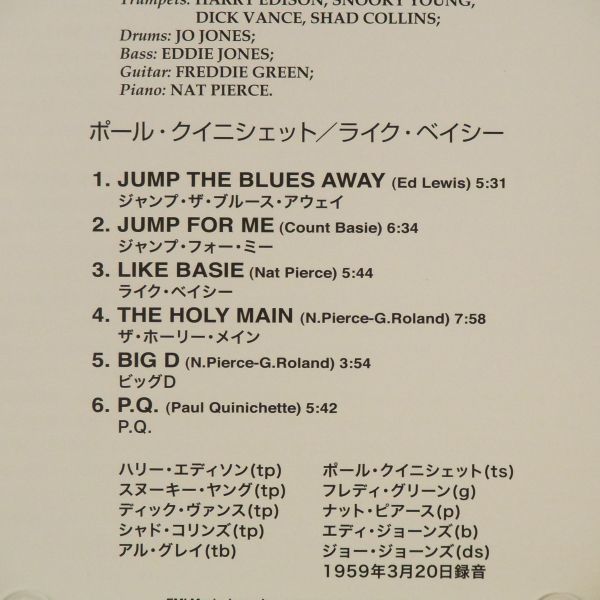 Trumpets: HARRY EDISON, SNOOKY YOUNG,
DICK VANCE, SHAD COLLINS;
Drums: JO JONES;
Bass: EDDIE JONES;
Guitar: FREDDIE GREEN;
Piano: NAT PIERCE.
ポール・クイニシェット/ライク・ベイシー
1. JUMP THE BLUES AWAY (Ed Lewis) 5:31
ジャンプ・ザ・ブルース・アウェイ
2. JUMP FOR ME (Count Basie) 6:34
ジャンプ・フォー・ミー
3. LIKE BASIE (Nat Pierce) 5:44
ライク・ベイシー
4. THE HOLY MAIN (N.Pierce-G.Roland) 7:58
ザ・ホーリー・メイン
5. BIG D (N.Pierce-G.Roland) 3:54
ビッグD
6. P.Q. (Paul Quinichette) 5:42
P.Q.
ハリー・エディソン(tp)
スヌーキー・ヤング(tp)
ディック・ヴァンス(tp)
シャド・コリンズ(tp)
アル・グレイ(tb)
ポール・クイニシェット(ts)
フレディ・グリーン(g)
ナット・ピアース(p)
エディ・ジョーンズ(b)
ジョー・ジョーンズ(ds)
1959年3月20日録音